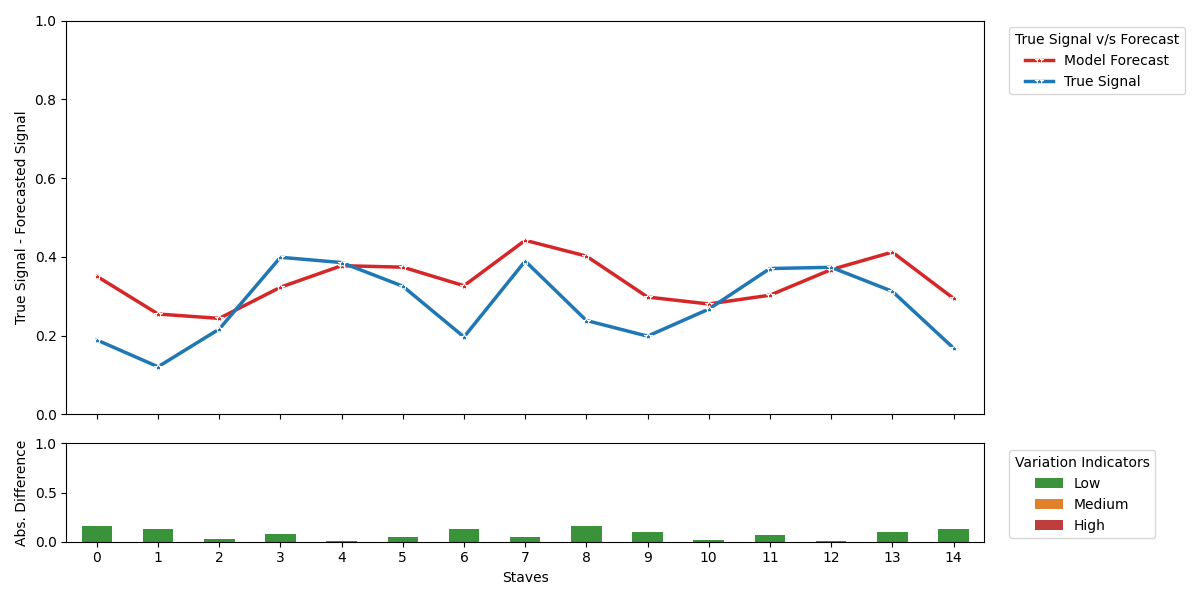 True Signal - Forecasted Signal
1.0
0.8
0.6
0.4
0.2
0.0
True Signal v/s Forecast
Model Forecast
True Signal
Abs. Difference
1.0
0.5
0.0
0 1 2 3 4 5 6 7 8 9 10 11 12 13 14
Staves
Variation Indicators
Low
Medium
High